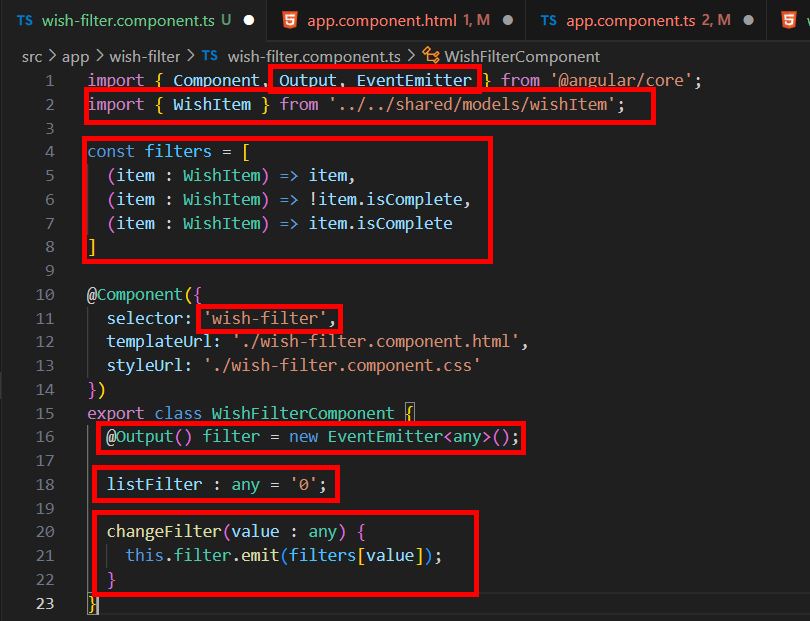 TS wish-filter.component.ts U ● app.component.html 1, M ● TS app.component.ts 2, M ●
src > app > wish-filter > TS wish-filter.component.ts > WishFilterComponent
1 import { Component, Output, EventEmitter } from '@angular/core';
2 import { WishItem } from '../../shared/models/wishItem';
3
4 const filters = [
5 (item : WishItem) => item,
6 (item : WishItem) => !item.isComplete,
7 (item : WishItem) => item.isComplete
8 ]
9
10 @Component({
11 selector: 'wish-filter',
12 templateUrl: './wish-filter.component.html',
13 styleUrl: './wish-filter.component.css'
14 })
15 export class WishFilterComponent {
16 @Output() filter = new EventEmitter<any>();
17
18 listFilter : any = '0';
19
20 changeFilter(value : any) {
21 this.filter.emit(filters[value]);
22 }
23 }